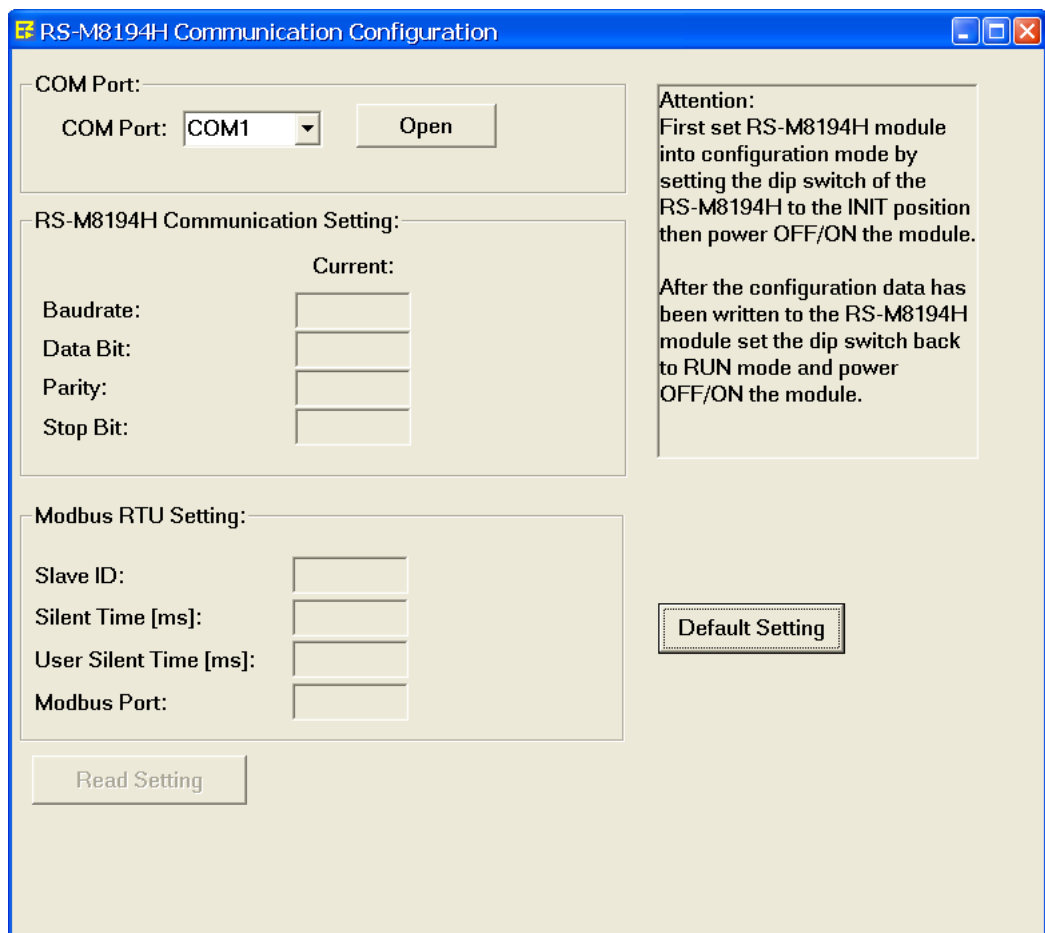 RS-M8194H Communication Configuration
COM Port:
COM Port: COM1 Open
Attention:
First set RS-M8194H module
into configuration mode by
setting the dip switch of the
RS-M8194H to the INIT position
then power OFF/ON the module.
After the configuration data has
been written to the RS-M8194H
module set the dip switch back
to RUN mode and power
OFF/ON the module.
RS-M8194H Communication Setting:
Current:
Baudrate:
Data Bit:
Parity:
Stop Bit:
Modbus RTU Setting:
Slave ID:
Silent Time [ms]:
User Silent Time [ms]:
Modbus Port:
Default Setting
Read Setting